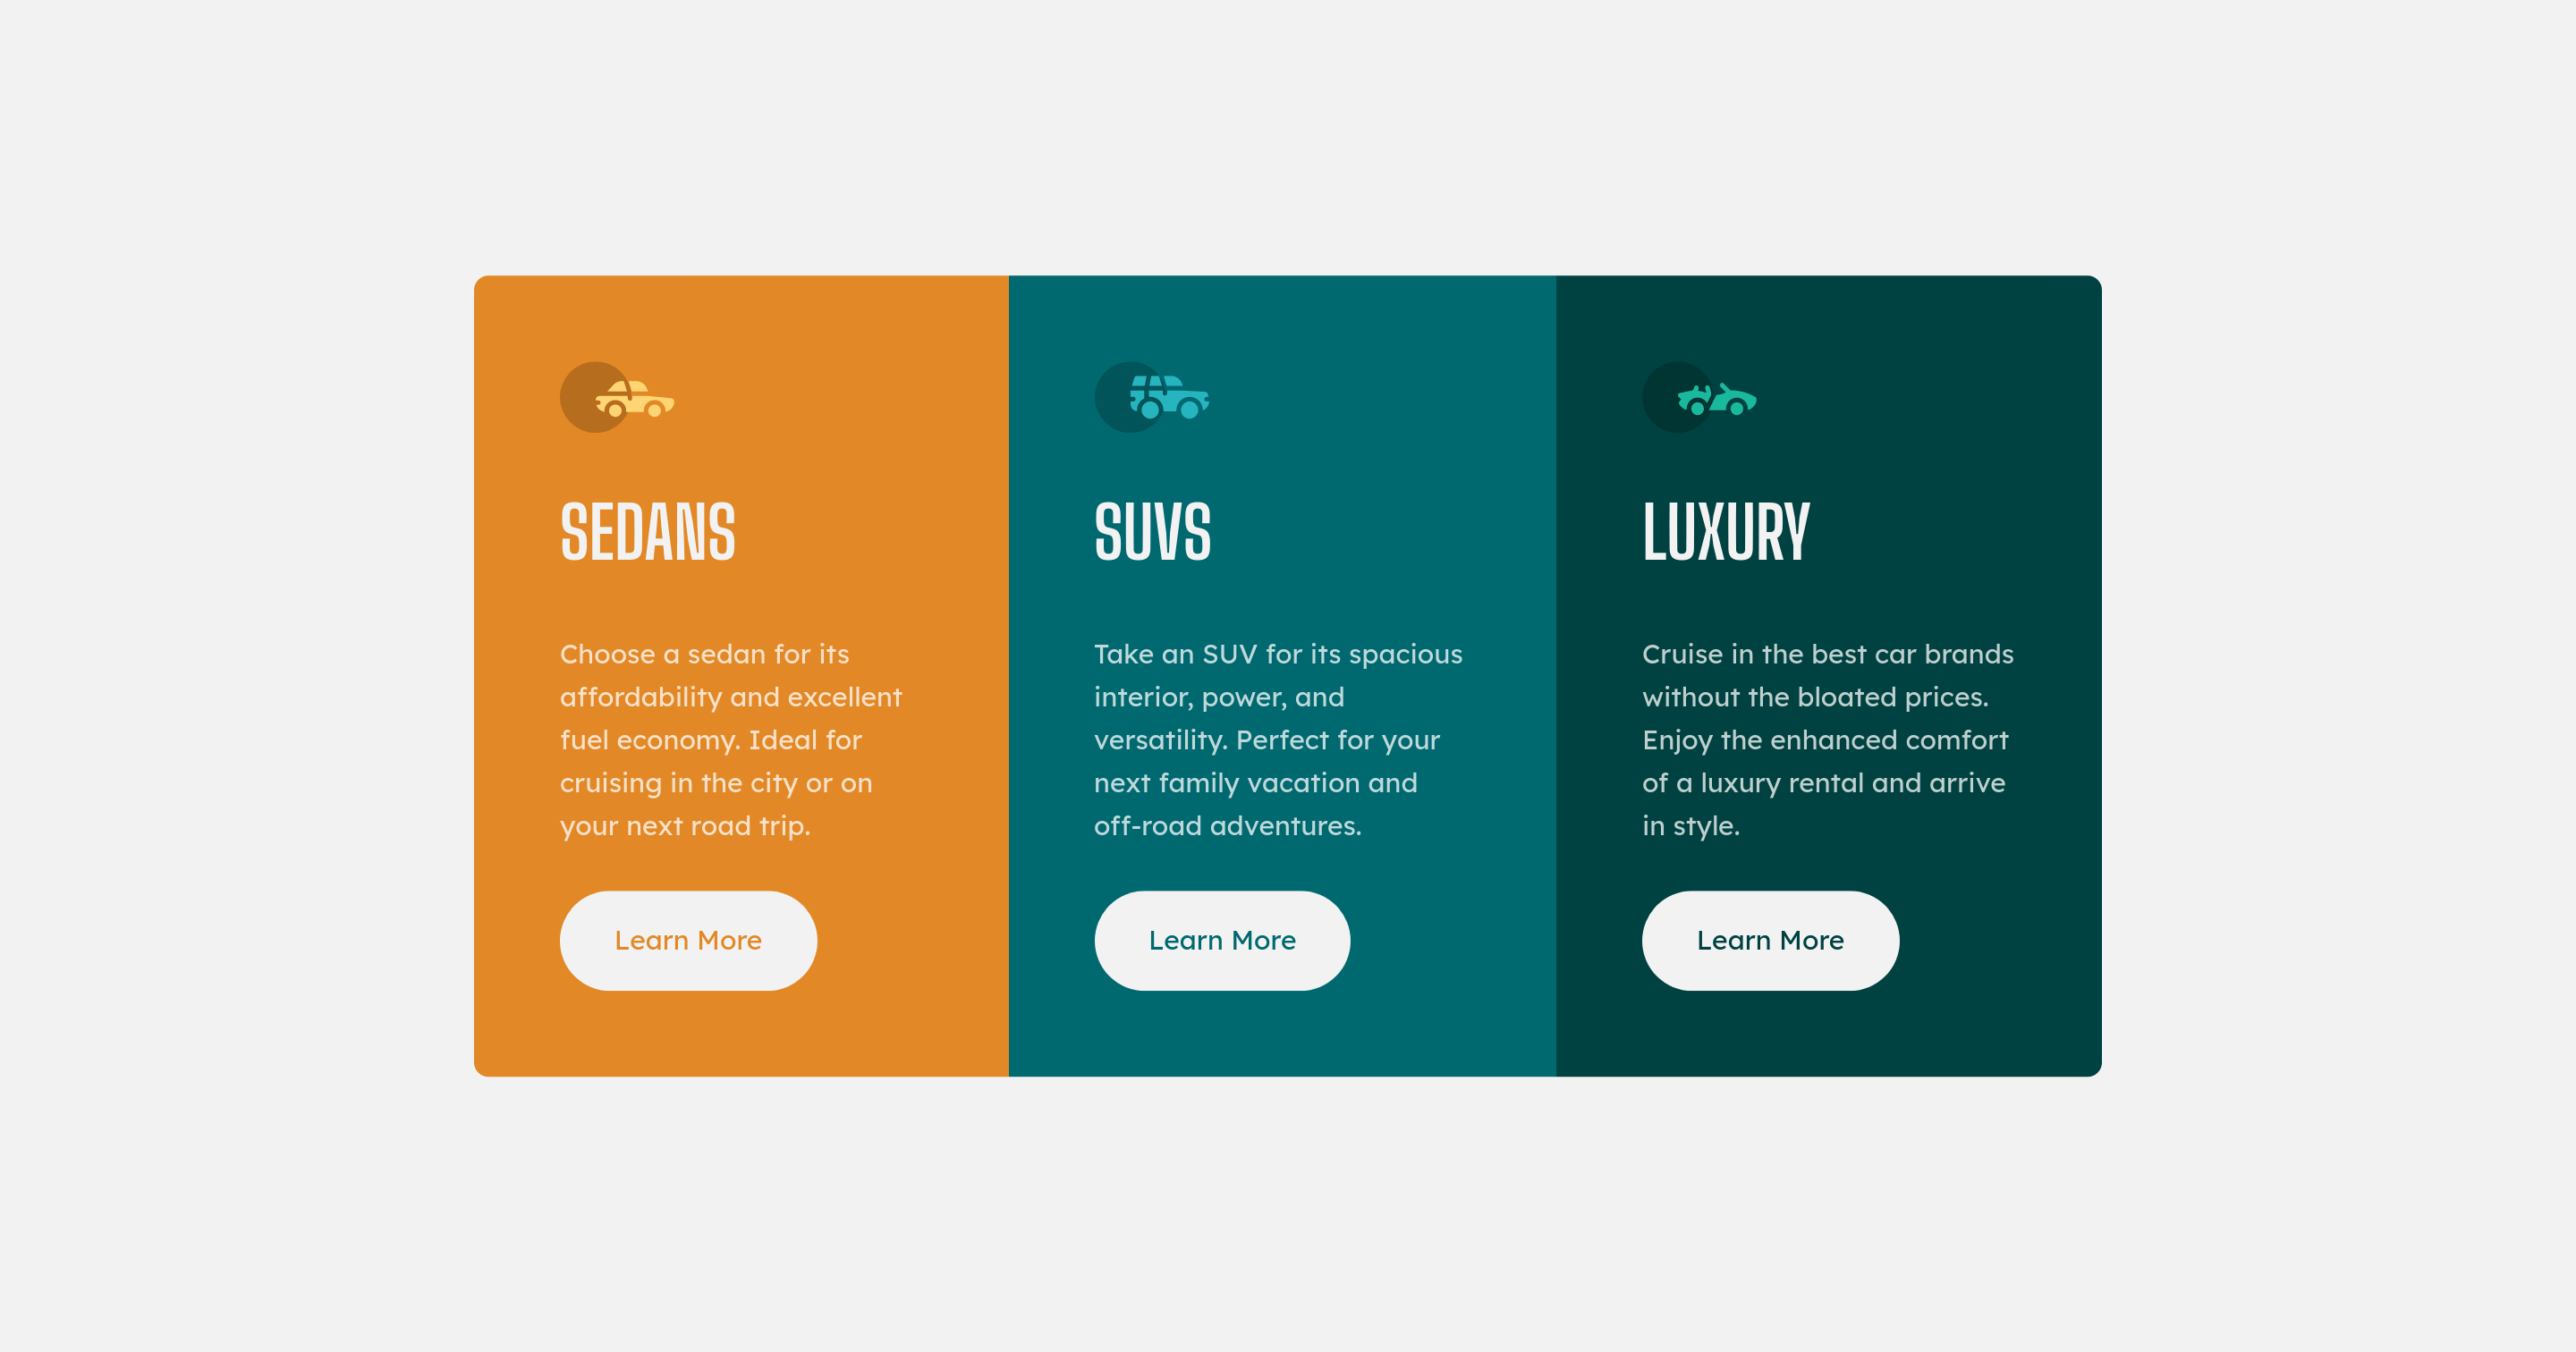 SEDANS
Choose a sedan for its
affordability and excellent
fuel economy. Ideal for
cruising in the city or on
your next road trip.
Learn More
SUVS
Take an SUV for its spacious
interior, power, and
versatility. Perfect for your
next family vacation and
off-road adventures.
Learn More
LUXURY
Cruise in the best car brands
without the bloated prices.
Enjoy the enhanced comfort
of a luxury rental and arrive
in style.
Learn More